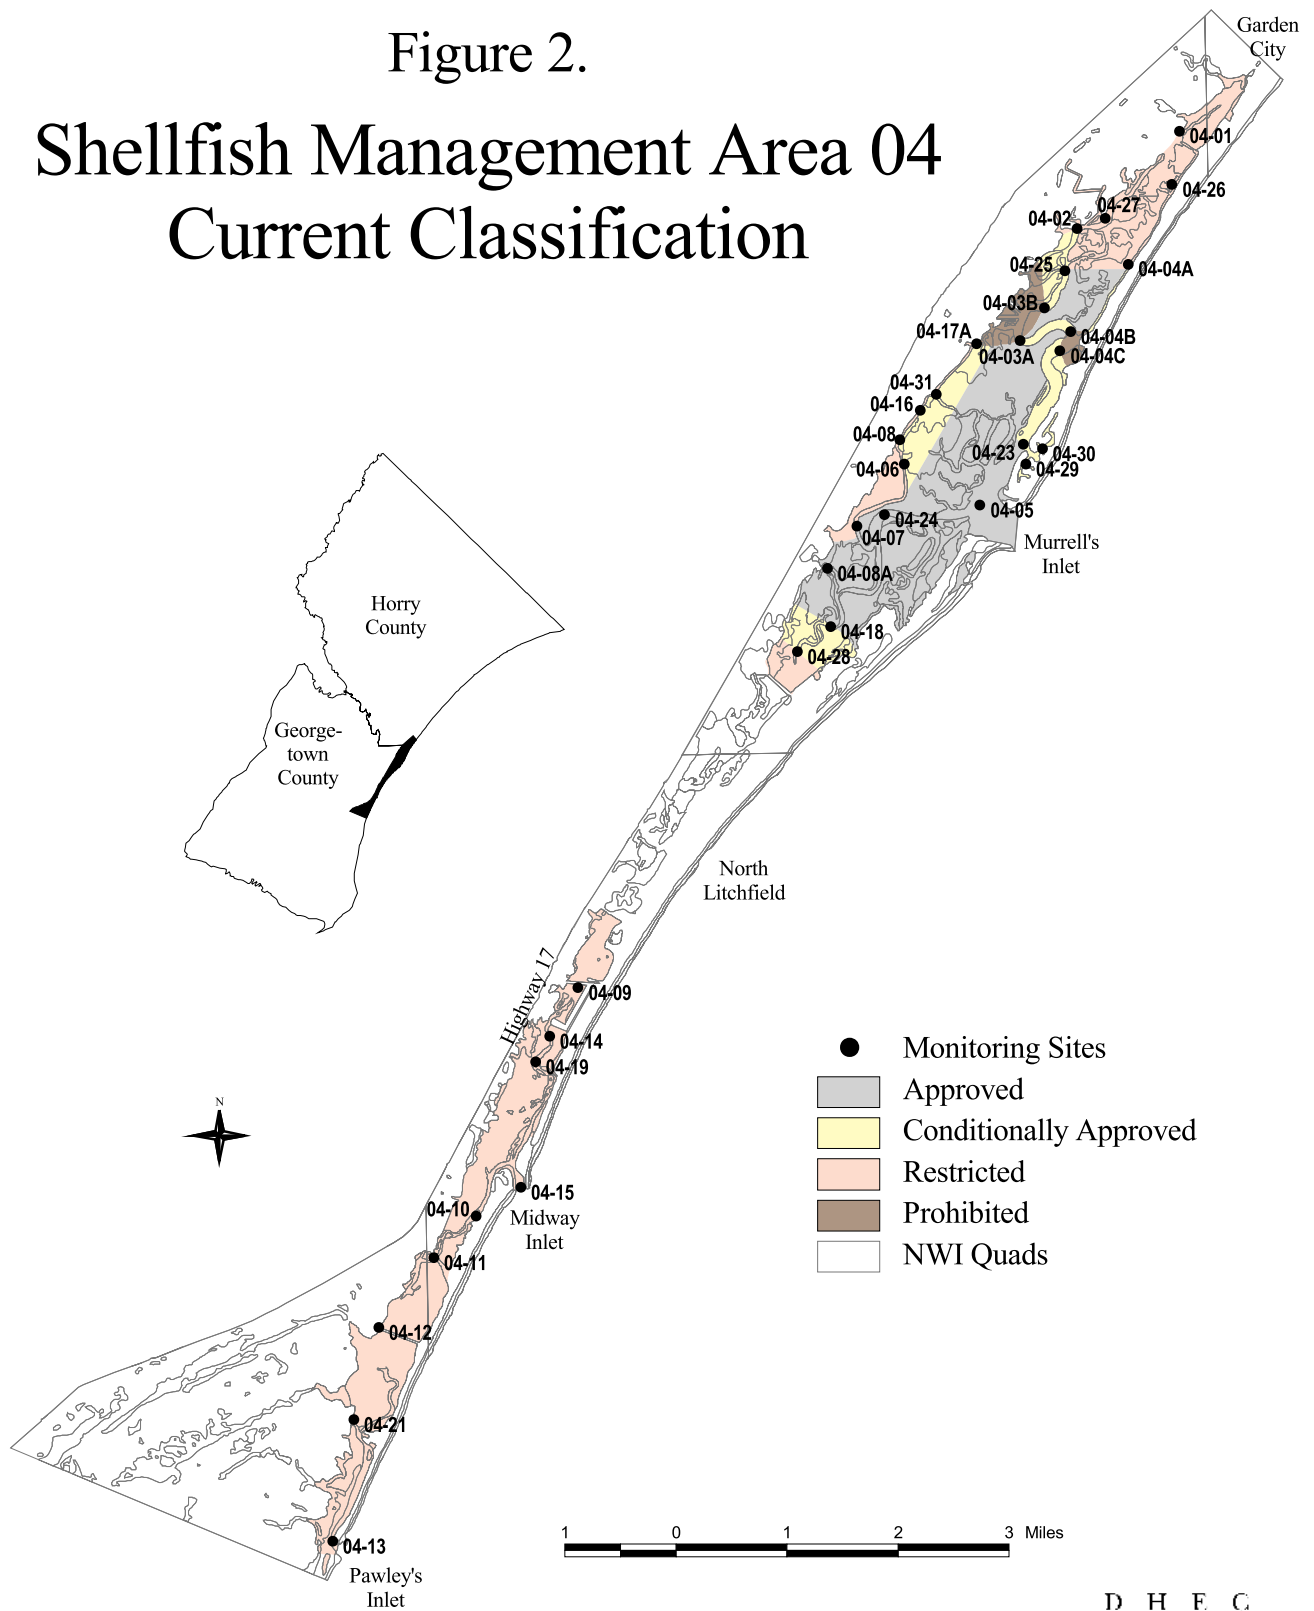 Figure 2.
Shellfish Management Area 04
Current Classification
Garden
City
04-01
04-26
04-27
04-02
04-25
04-04A
04-03B
04-17A
04-04B
04-03A
04-04C
04-31
04-16
04-08
04-23
04-30
04-06
04-29
04-05
04-24
04-07
Murrell's
Inlet
04-08A
04-18
04-28
Horry
County
George-
town
County
North
Litchfield
Highway 17
04-09
04-14
04-19
04-15
04-10
Midway
Inlet
04-11
04-12
04-21
04-13
Pawley's
Inlet
N
Monitoring Sites
Approved
Conditionally Approved
Restricted
Prohibited
NWI Quads
1 0 1 2 3 Miles
D H E C